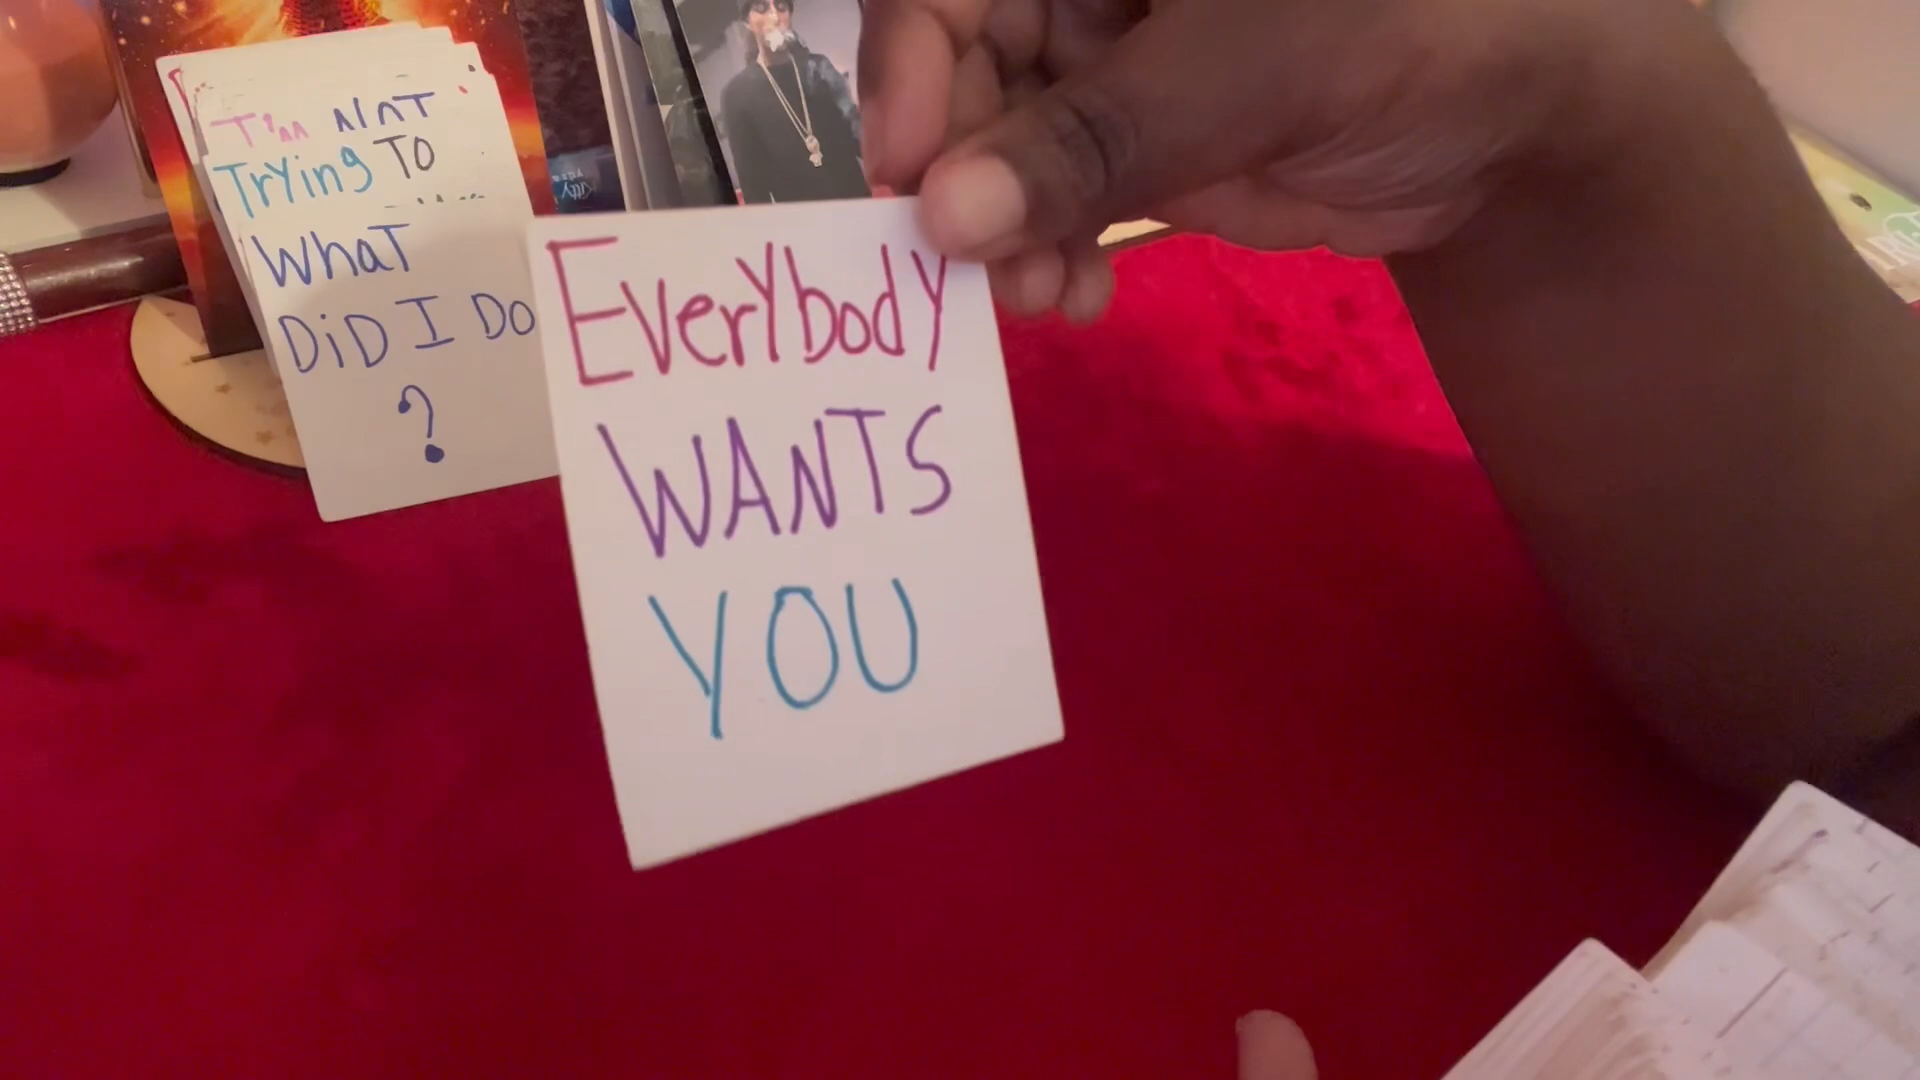 I'm NOT
Trying TO
WhaT
DiD I DO
?
EVerYbodY
WANTS
YOU